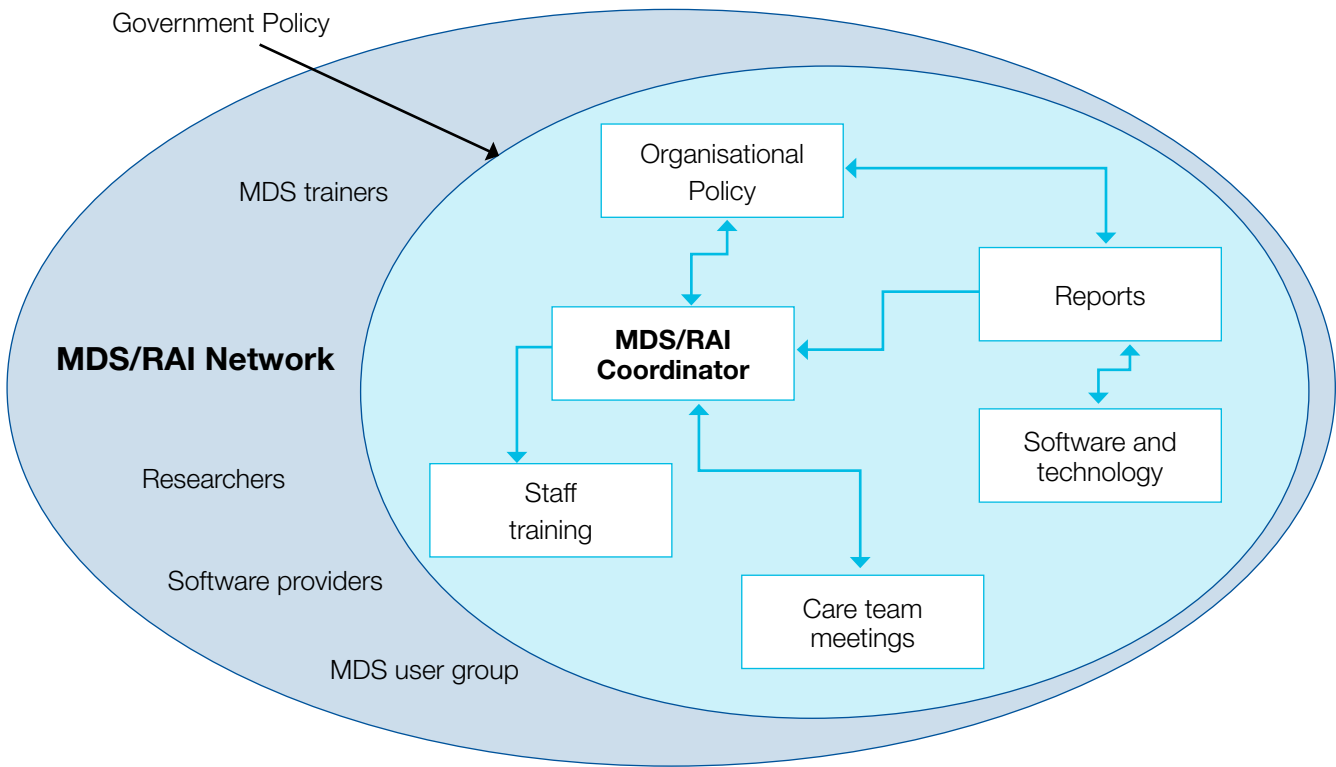 Government Policy
MDS trainers
MDS/RAI Network
Researchers
Software providers
MDS user group
Organisational
Policy
Reports
MDS/RAI
Coordinator
Software and
technology
Staff
training
Care team
meetings